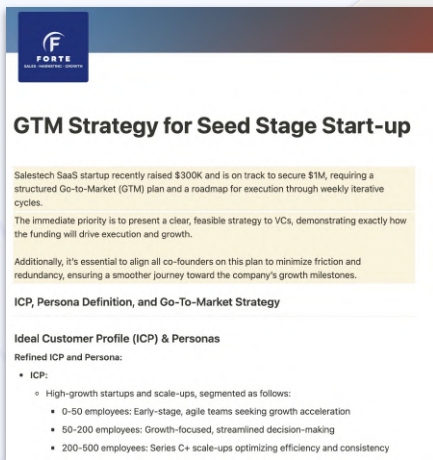 FORTE
SALES · MARKETING · GROWTH
GTM Strategy for Seed Stage Start-up
Salestech SaaS startup recently raised $300K and is on track to secure $1M, requiring a
structured Go-to-Market (GTM) plan and a roadmap for execution through weekly iterative
cycles.
The immediate priority is to present a clear, feasible strategy to VCs, demonstrating exactly how
the funding will drive execution and growth.
Additionally, it's essential to align all co-founders on this plan to minimize friction and
redundancy, ensuring a smoother journey toward the company's growth milestones.
ICP, Persona Definition, and Go-To-Market Strategy
Ideal Customer Profile (ICP) & Personas
Refined ICP and Persona:
• ICP:
◦ High-growth startups and scale-ups, segmented as follows:
▪ 0-50 employees: Early-stage, agile teams seeking growth acceleration
▪ 50-200 employees: Growth-focused, streamlined decision-making
▪ 200-500 employees: Series C+ scale-ups optimizing efficiency and consistency